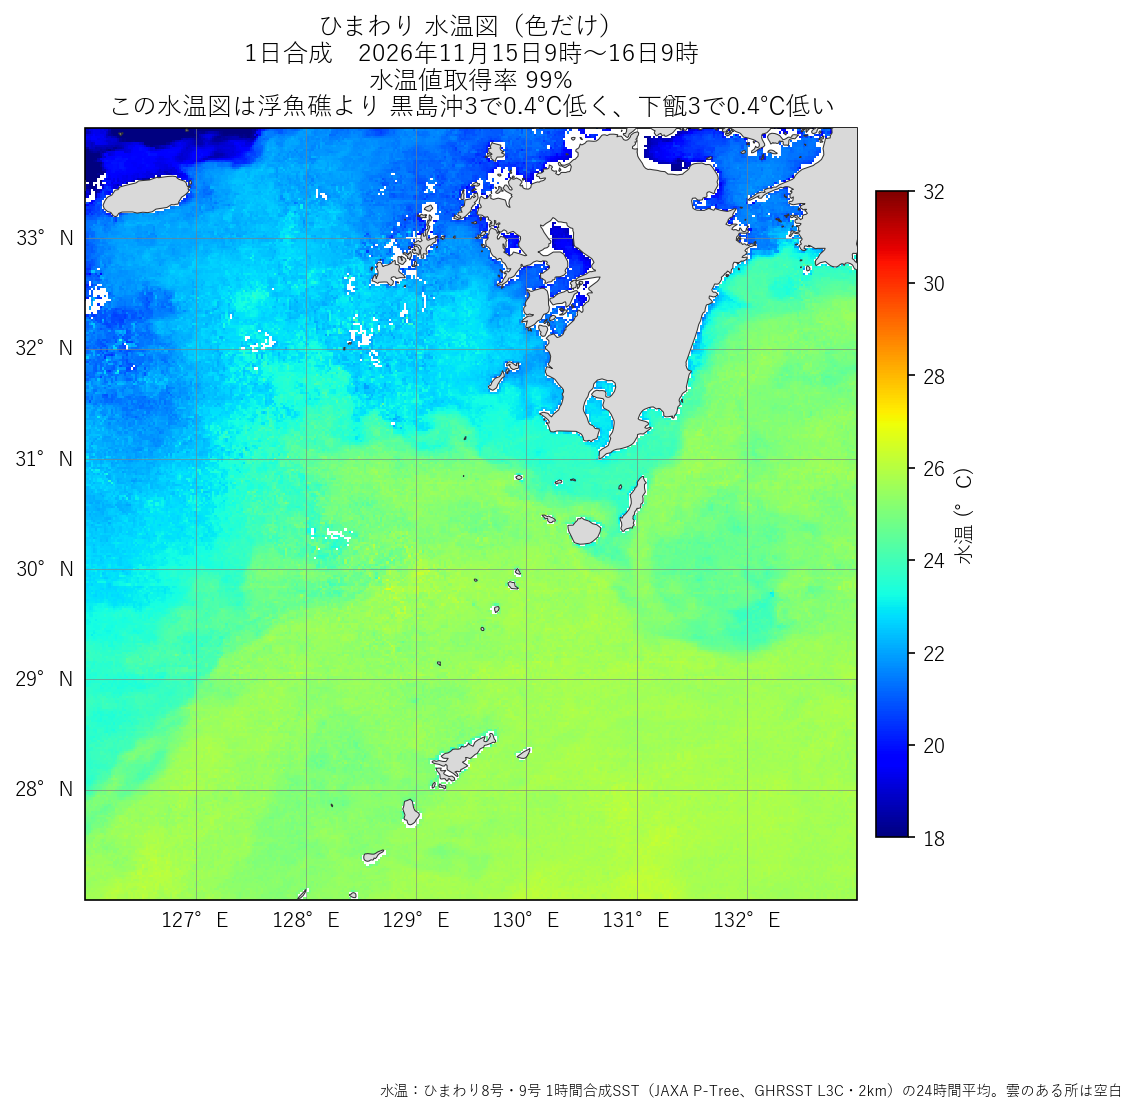 ひまわり 水温図（色だけ）
1日合成　2026年11月15日9時～16日9時
水温値取得率 99%
この水温図は浮魚礁より 黒島沖3で0.4°C低く、下甑3で0.4°C低い
33° N
32° N
31° N
30° N
29° N
28° N
127° E
128° E
129° E
130° E
131° E
132° E
32
30
28
26
24
22
20
18
水温 (° C)
水温：ひまわり8号・9号 1時間合成SST（JAXA P-Tree、GHRSST L3C・2km）の24時間平均。雲のある所は空白